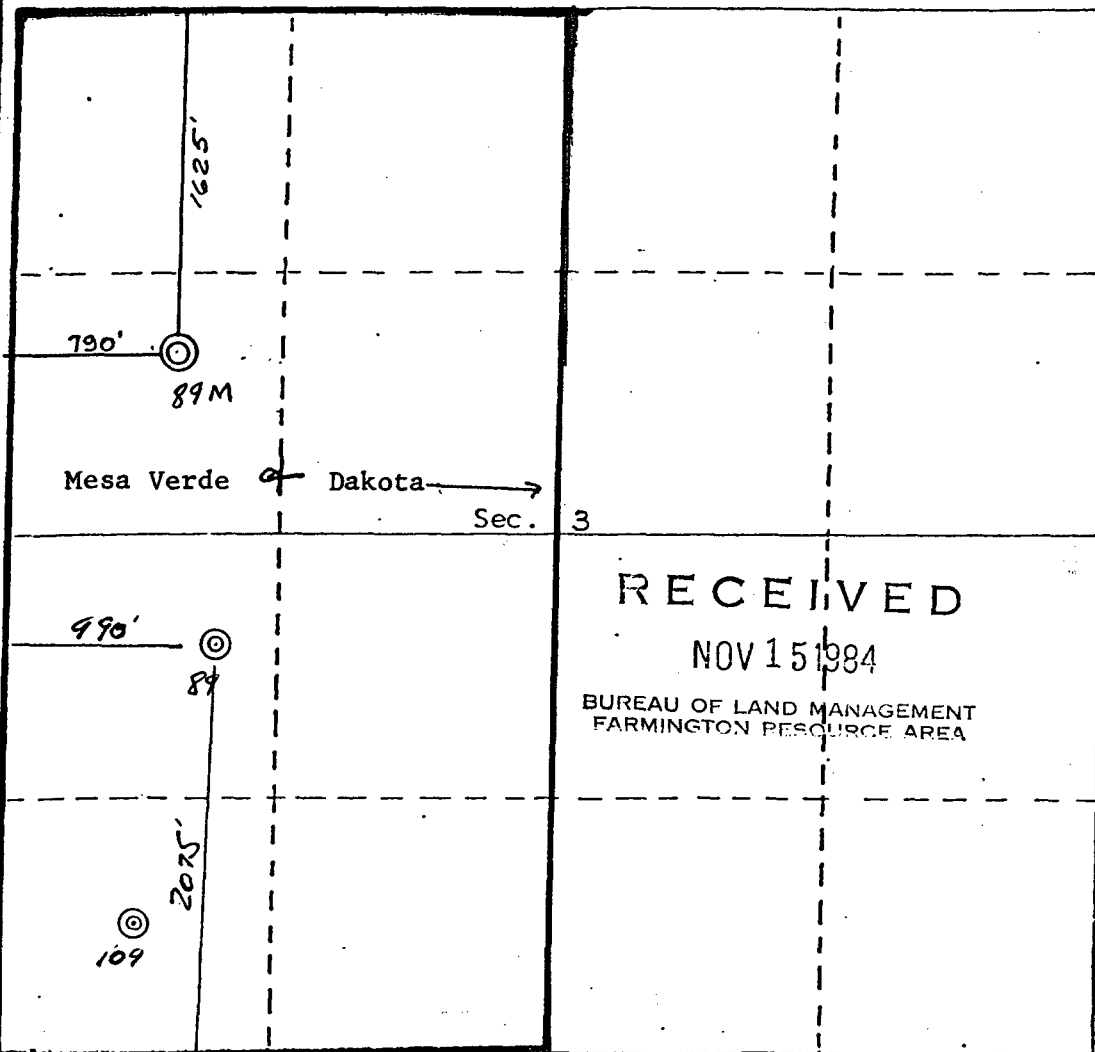 1625'
790'
89M
Mesa Verde Dakota
Sec. 3
RECEIVED
NOV 15 1984
BUREAU OF LAND MANAGEMENT
FARMINGTON RESOURCE AREA
990'
89
2075'
109